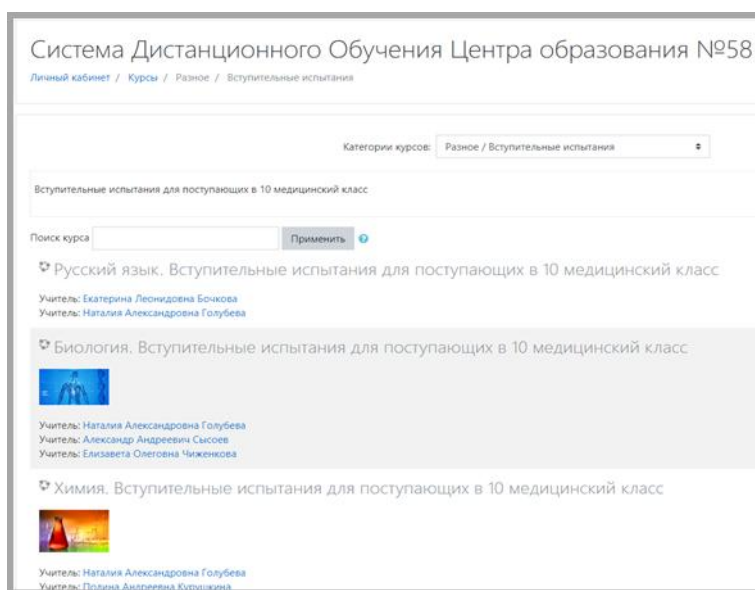 Система Дистанционного Обучения Центра образования №58
Личный кабинет / Курсы / Разное / Вступительные испытания
Категории курсов: Разное / Вступительные испытания
Вступительные испытания для поступающих в 10 медицинский класс
Поиск курса Применить
Русский язык. Вступительные испытания для поступающих в 10 медицинский класс
Учитель: Екатерина Леонидовна Бочкова
Учитель: Наталия Александровна Голубева
Биология. Вступительные испытания для поступающих в 10 медицинский класс
Учитель: Наталия Александровна Голубева
Учитель: Александр Андреевич Сысоев
Учитель: Елизавета Олеговна Чиженкова
Химия. Вступительные испытания для поступающих в 10 медицинский класс
Учитель: Наталия Александровна Голубева
Учитель: Полина Андреевна Курушкина